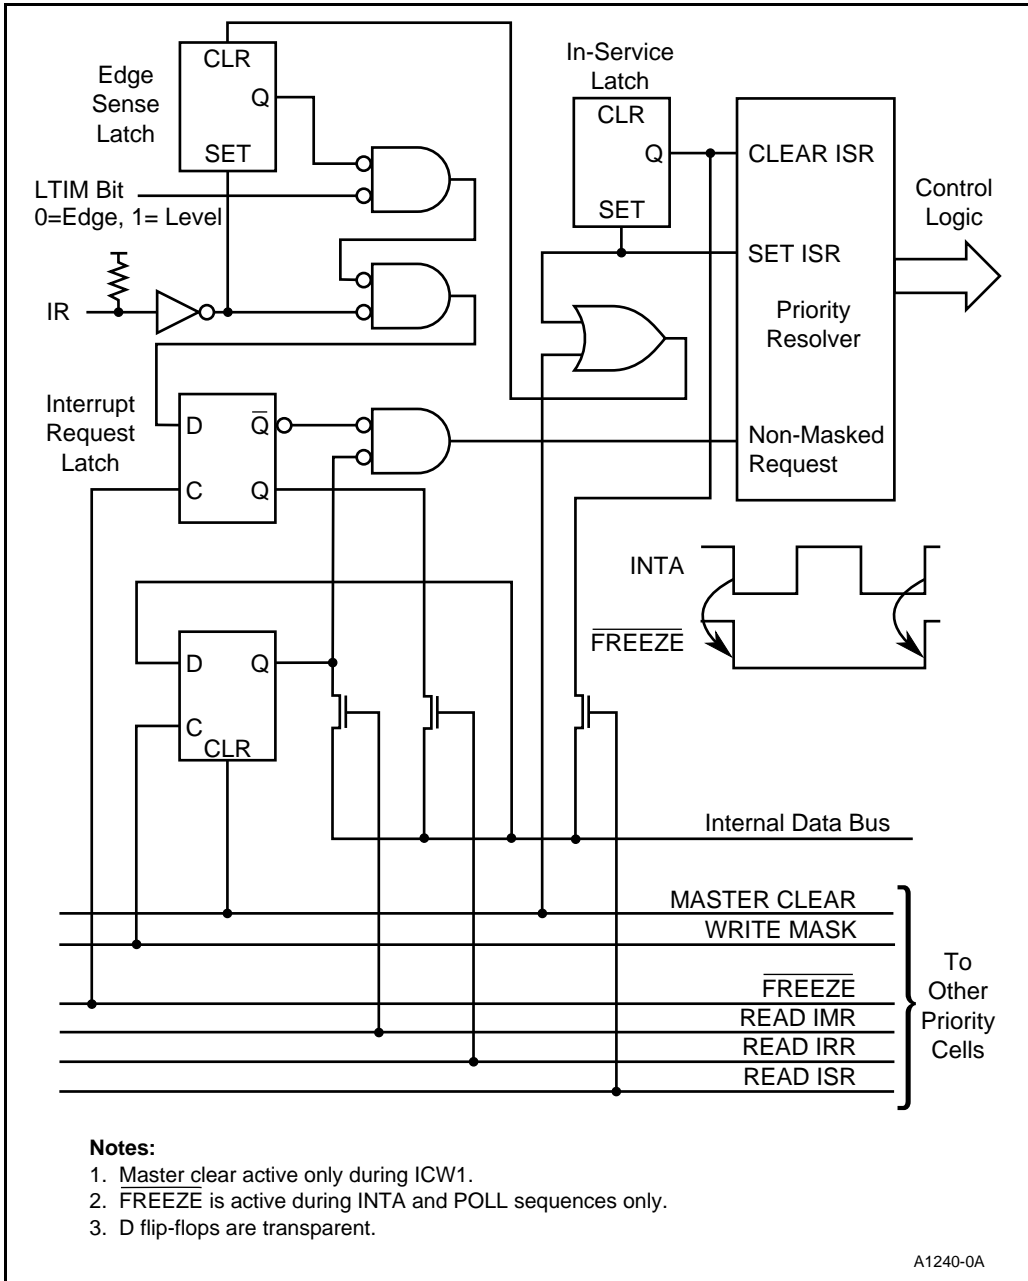 CLR
Edge
Sense
Latch
Q
SET
LTIM Bit
0=Edge, 1= Level
IR
In-Service
Latch
CLR
Q
SET
CLEAR ISR
SET ISR
Priority
Resolver
Non-Masked
Request
Control
Logic
Interrupt
Request
Latch
D
Q̅
C
Q
INTA
F̅R̅E̅E̅Z̅E̅
D
Q
C
CLR
Internal Data Bus
MASTER CLEAR
WRITE MASK
F̅R̅E̅E̅Z̅E̅
READ IMR
READ IRR
READ ISR
To
Other
Priority
Cells
Notes:
1. Master clear active only during ICW1.
2. F̅R̅E̅E̅Z̅E̅ is active during INTA and POLL sequences only.
3. D flip-flops are transparent.
A1240-0A